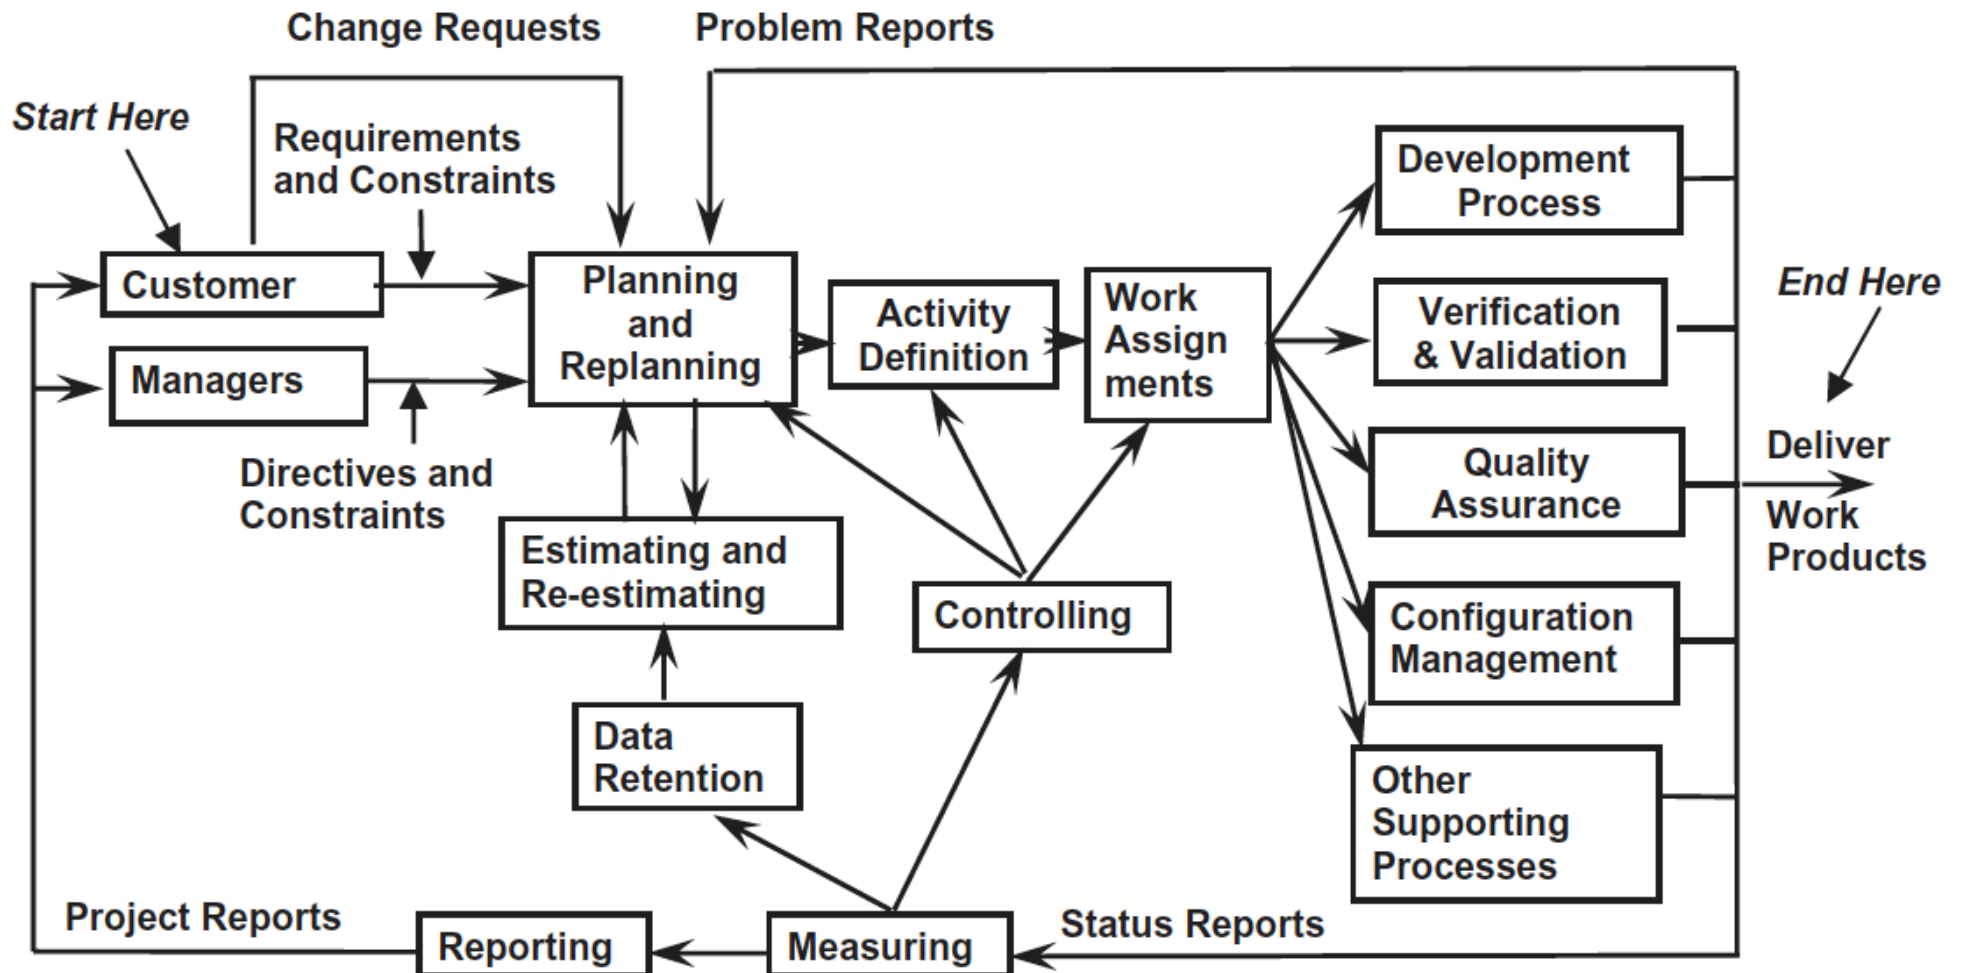 Change Requests
Problem Reports
Start Here
Requirements
and Constraints
Customer
Managers
Directives and
Constraints
Planning
and
Replanning
Activity
Definition
Work
Assign
ments
Development
Process
Verification
& Validation
Quality
Assurance
Configuration
Management
Other
Supporting
Processes
End Here
Deliver
Work
Products
Estimating and
Re-estimating
Controlling
Data
Retention
Project Reports
Reporting
Measuring
Status Reports